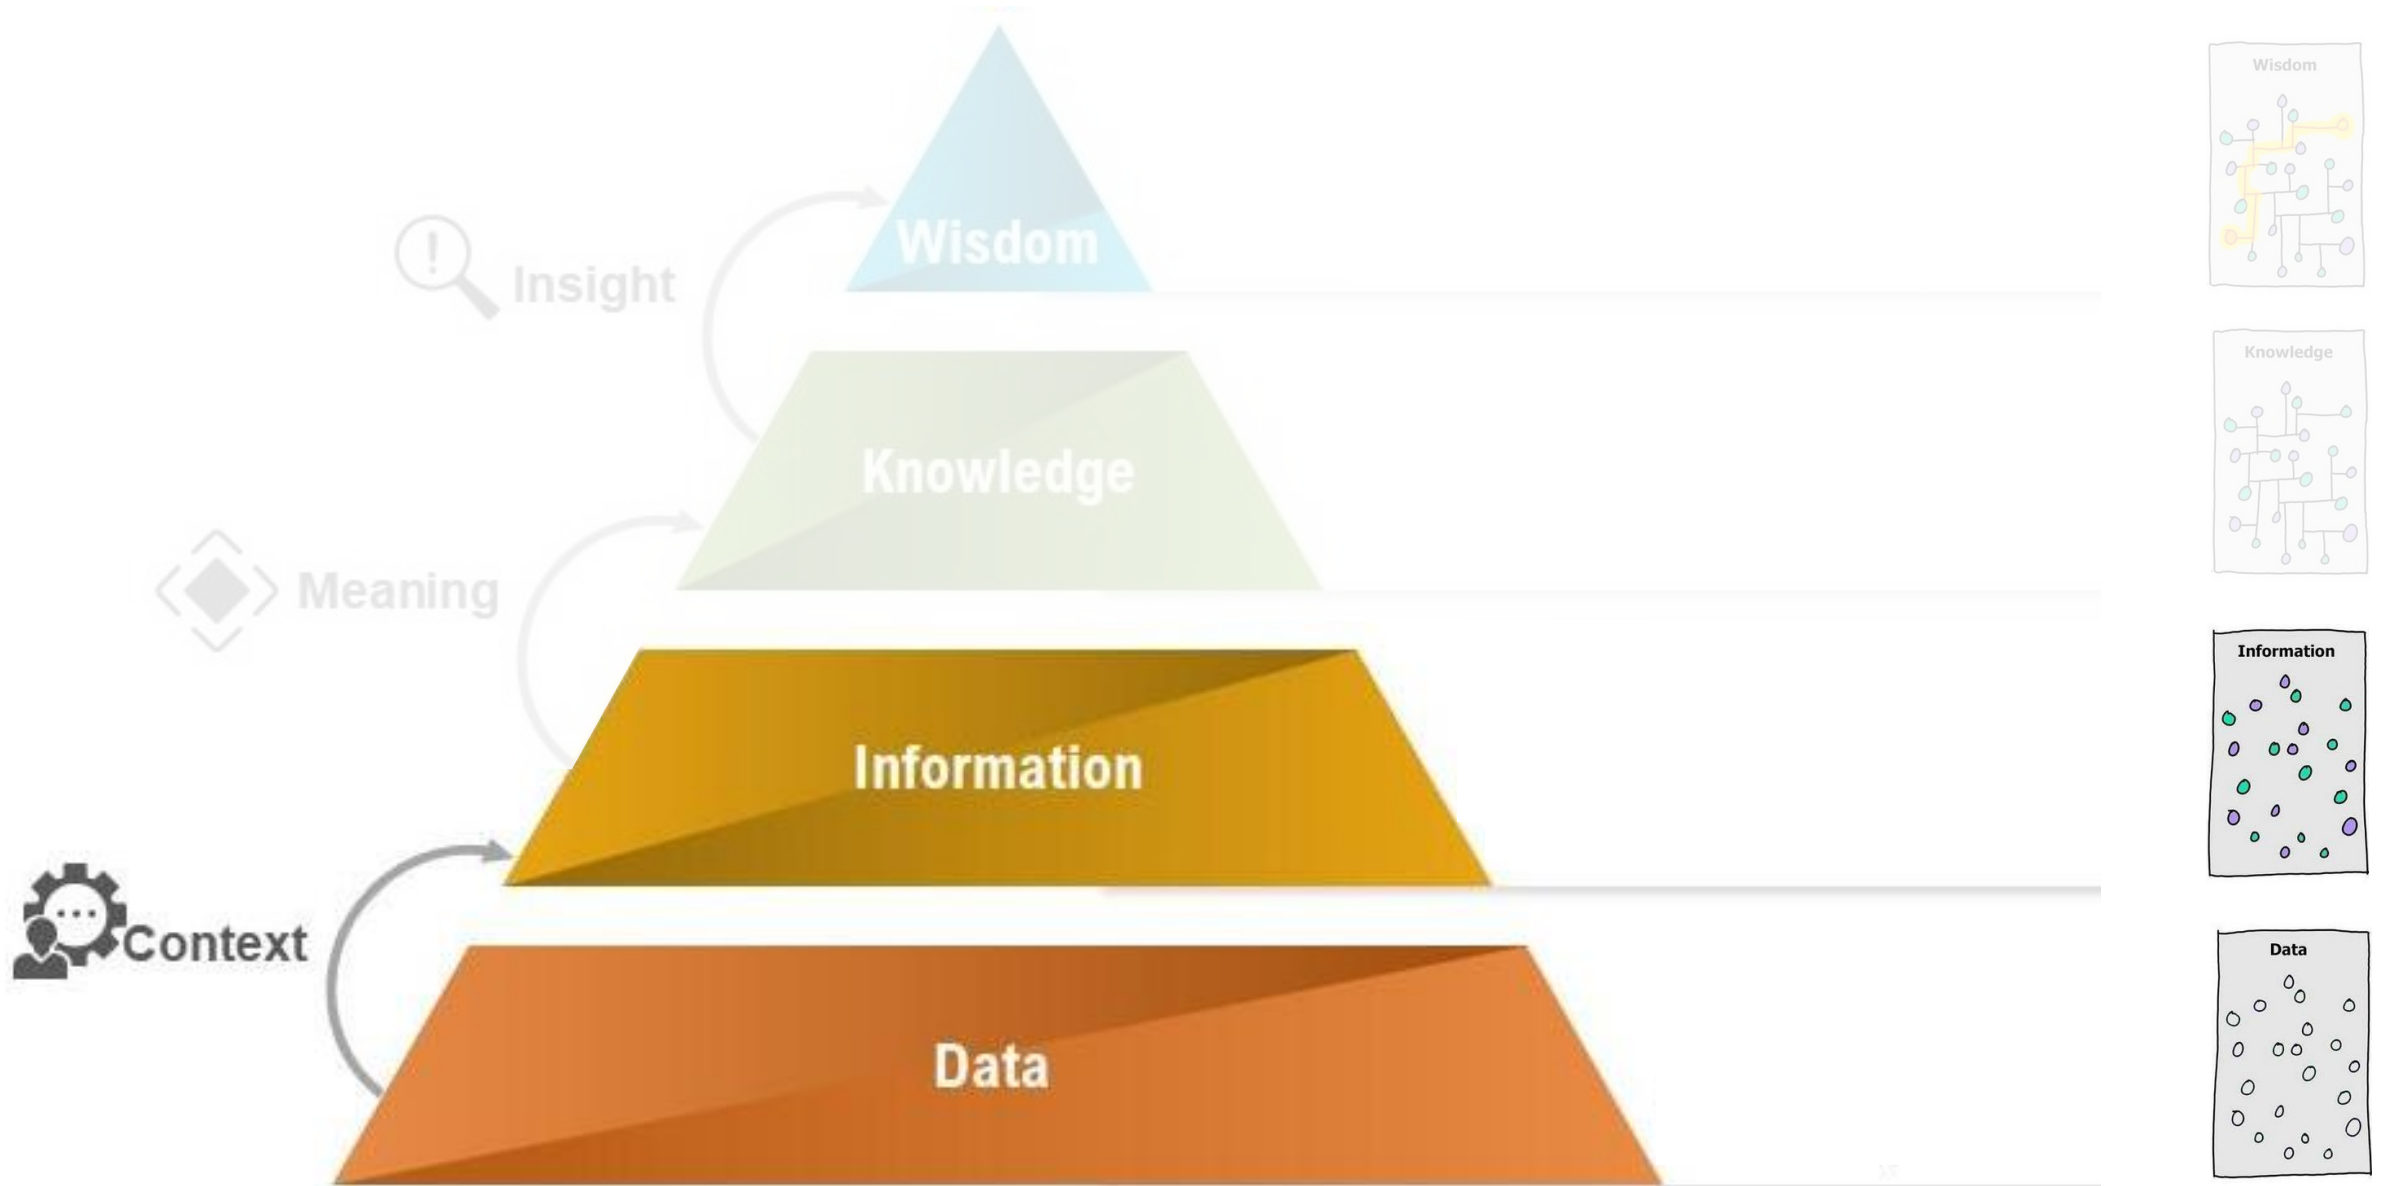 Wisdom
Wisdom
Insight
Knowledge
Knowledge
Meaning
Information
Information
Context
Data
Data